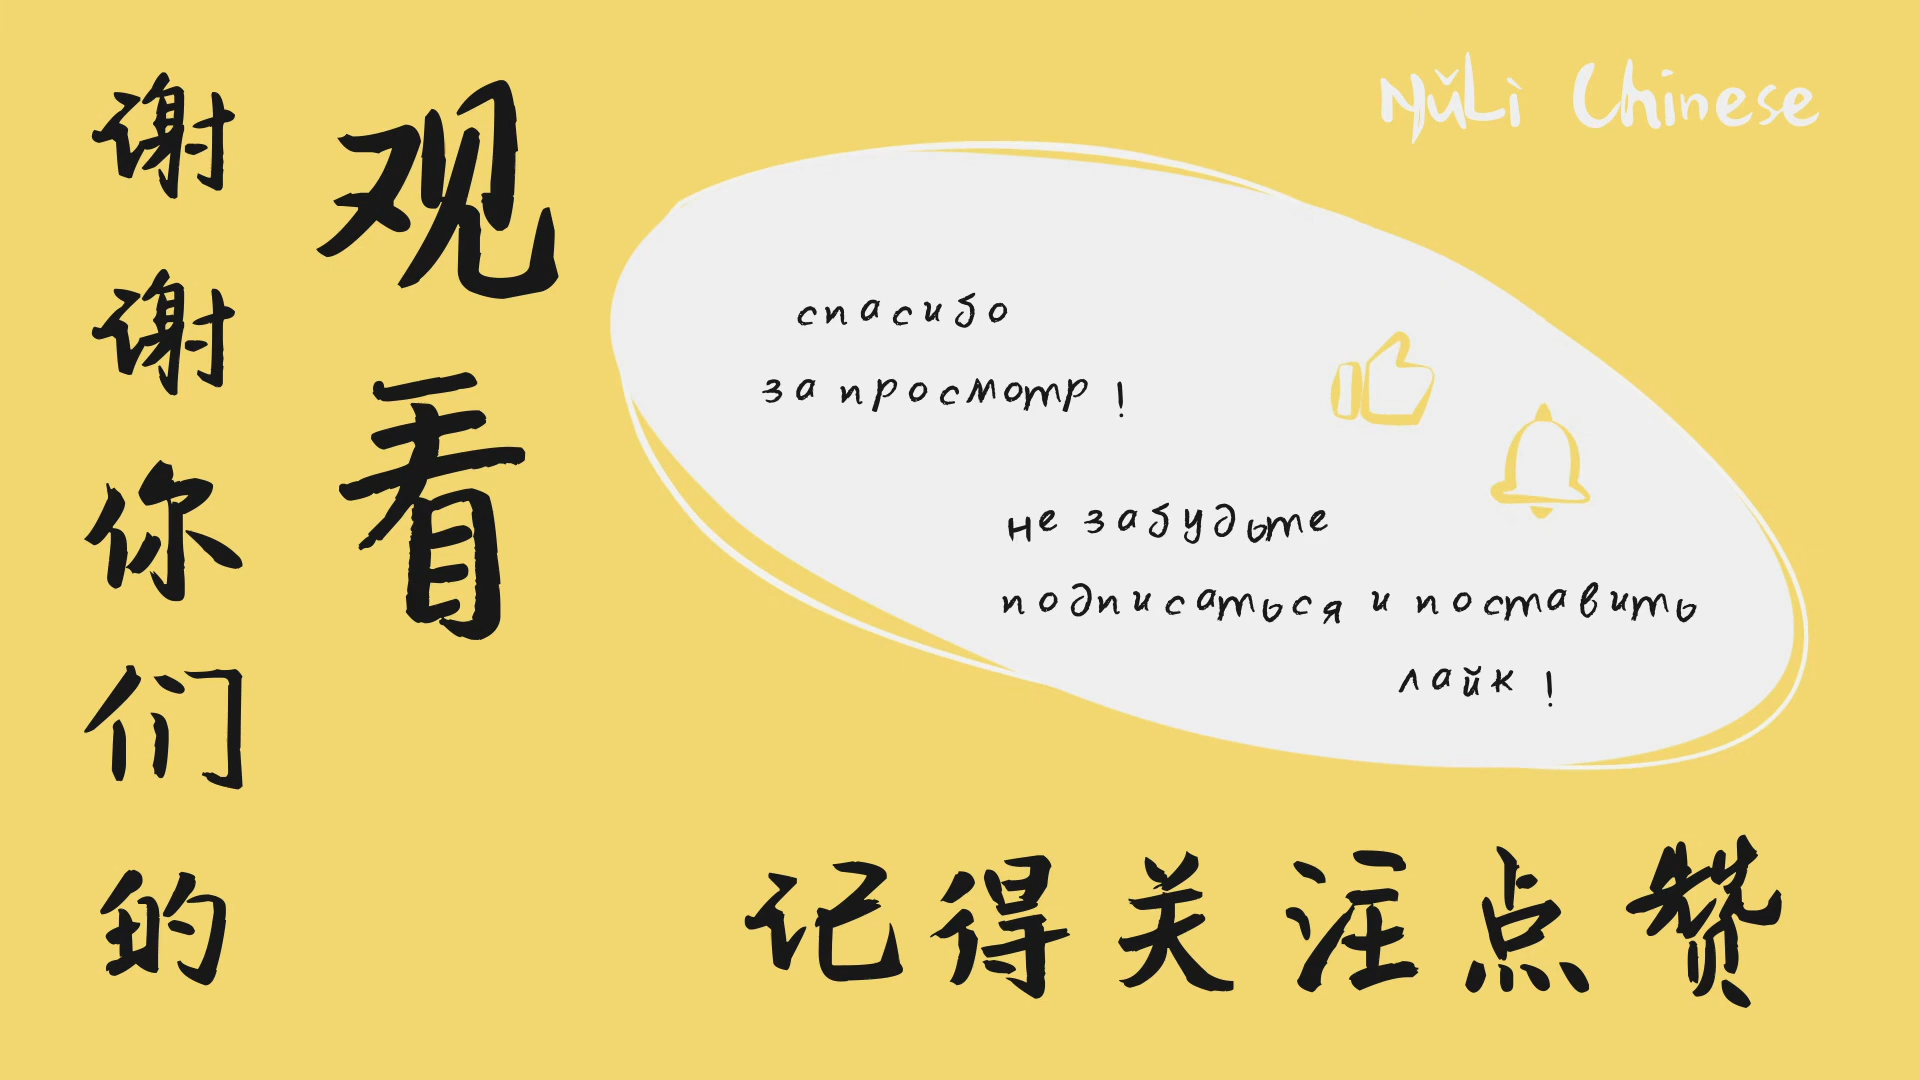 谢谢你们的
观看
NǔLì Chinese
спасибо
за просмотр !
не забудьте
подписаться и поставить
лайк !
记得关注点赞